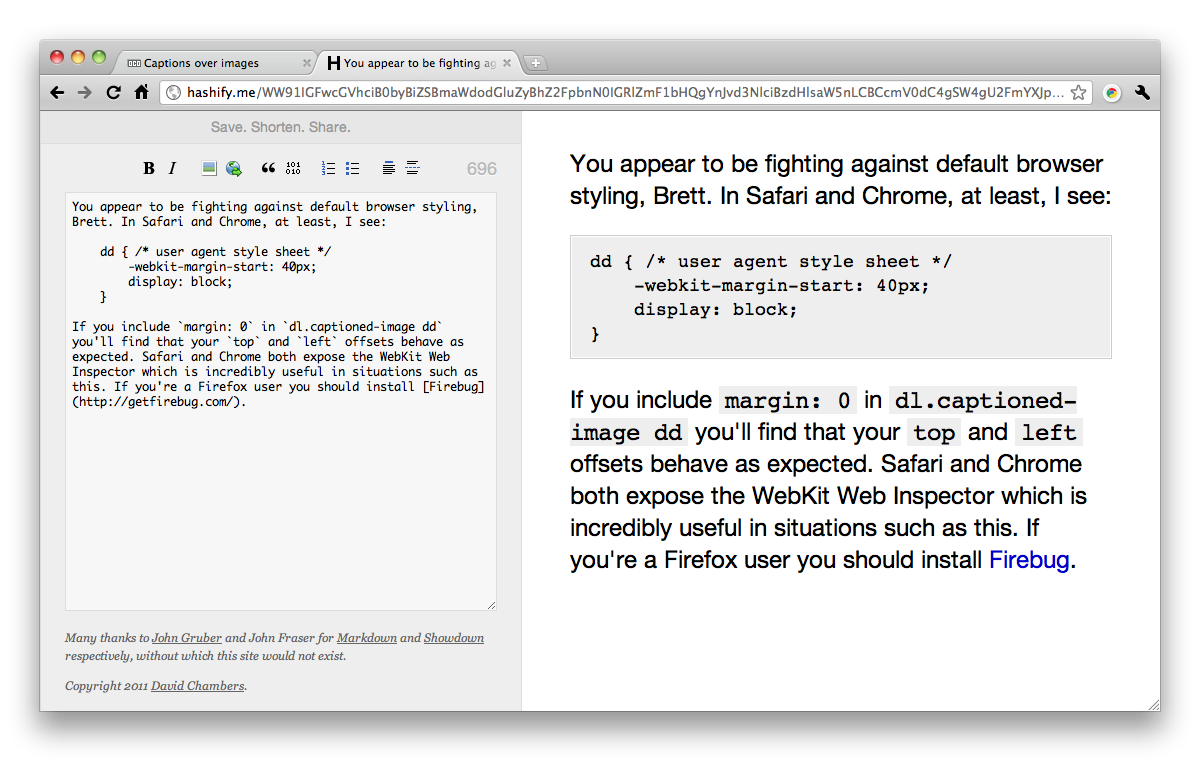 Captions over images
You appear to be fighting ag
hashify.me/WW91IGFwcGVhciB0byBiZSBmaWdodGluZyBhZ2FpbnN0IGRlZmF1bHQgYnJvd3NlciBzdHlsaW5nLCBCcmV0dC4gSW4gU2FmYXJp...
Save. Shorten. Share.
B I “ 101 010 696
You appear to be fighting against default browser styling,
Brett. In Safari and Chrome, at least, I see:
dd { /* user agent style sheet */
-webkit-margin-start: 40px;
display: block;
}
If you include `margin: 0` in `dl.captioned-image dd`
you'll find that your `top` and `left` offsets behave as
expected. Safari and Chrome both expose the WebKit Web
Inspector which is incredibly useful in situations such as
this. If you're a Firefox user you should install [Firebug]
(http://getfirebug.com/).
Many thanks to John Gruber and John Fraser for Markdown and Showdown
respectively, without which this site would not exist.
Copyright 2011 David Chambers.
You appear to be fighting against default browser
styling, Brett. In Safari and Chrome, at least, I see:
dd { /* user agent style sheet */
-webkit-margin-start: 40px;
display: block;
}
If you include margin: 0 in dl.captioned-
image dd you'll find that your top and left
offsets behave as expected. Safari and Chrome
both expose the WebKit Web Inspector which is
incredibly useful in situations such as this. If
you're a Firefox user you should install Firebug.